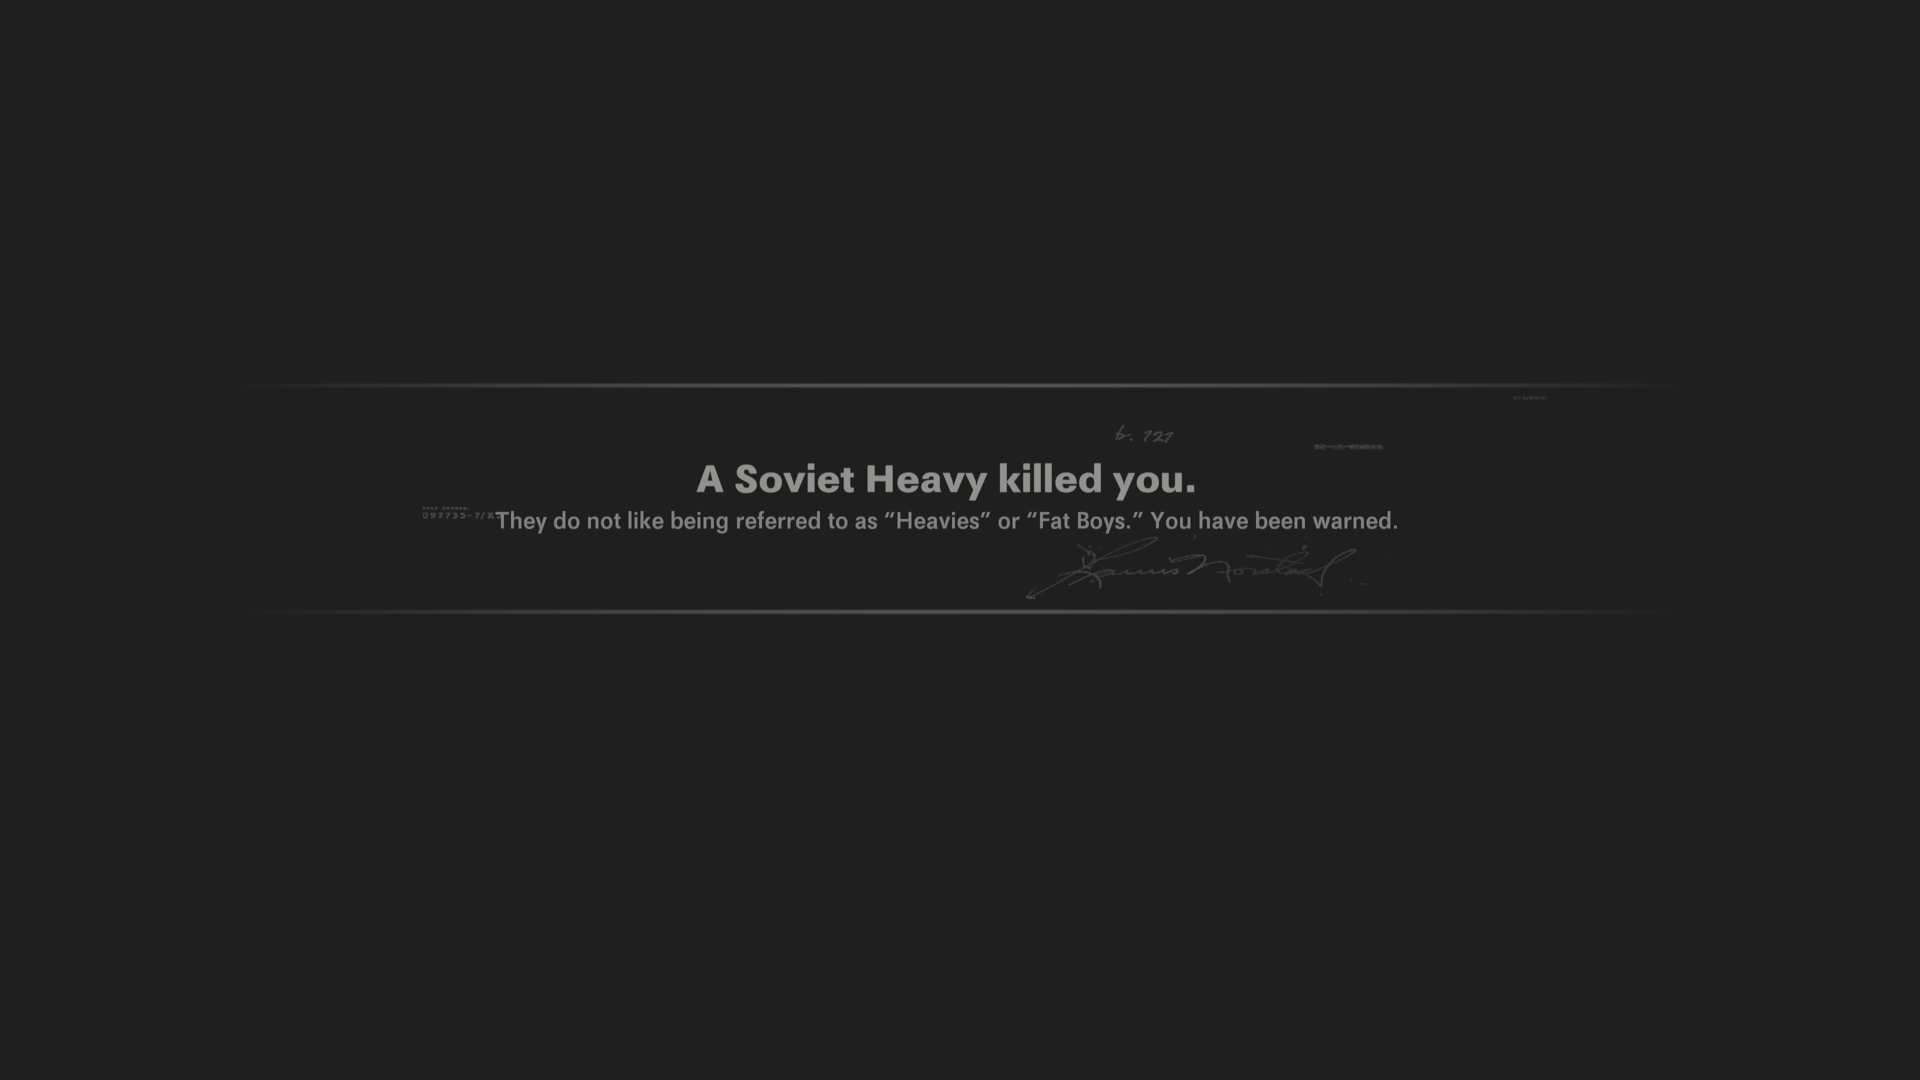 b. 727
A Soviet Heavy killed you.
They do not like being referred to as “Heavies” or “Fat Boys.” You have been warned.